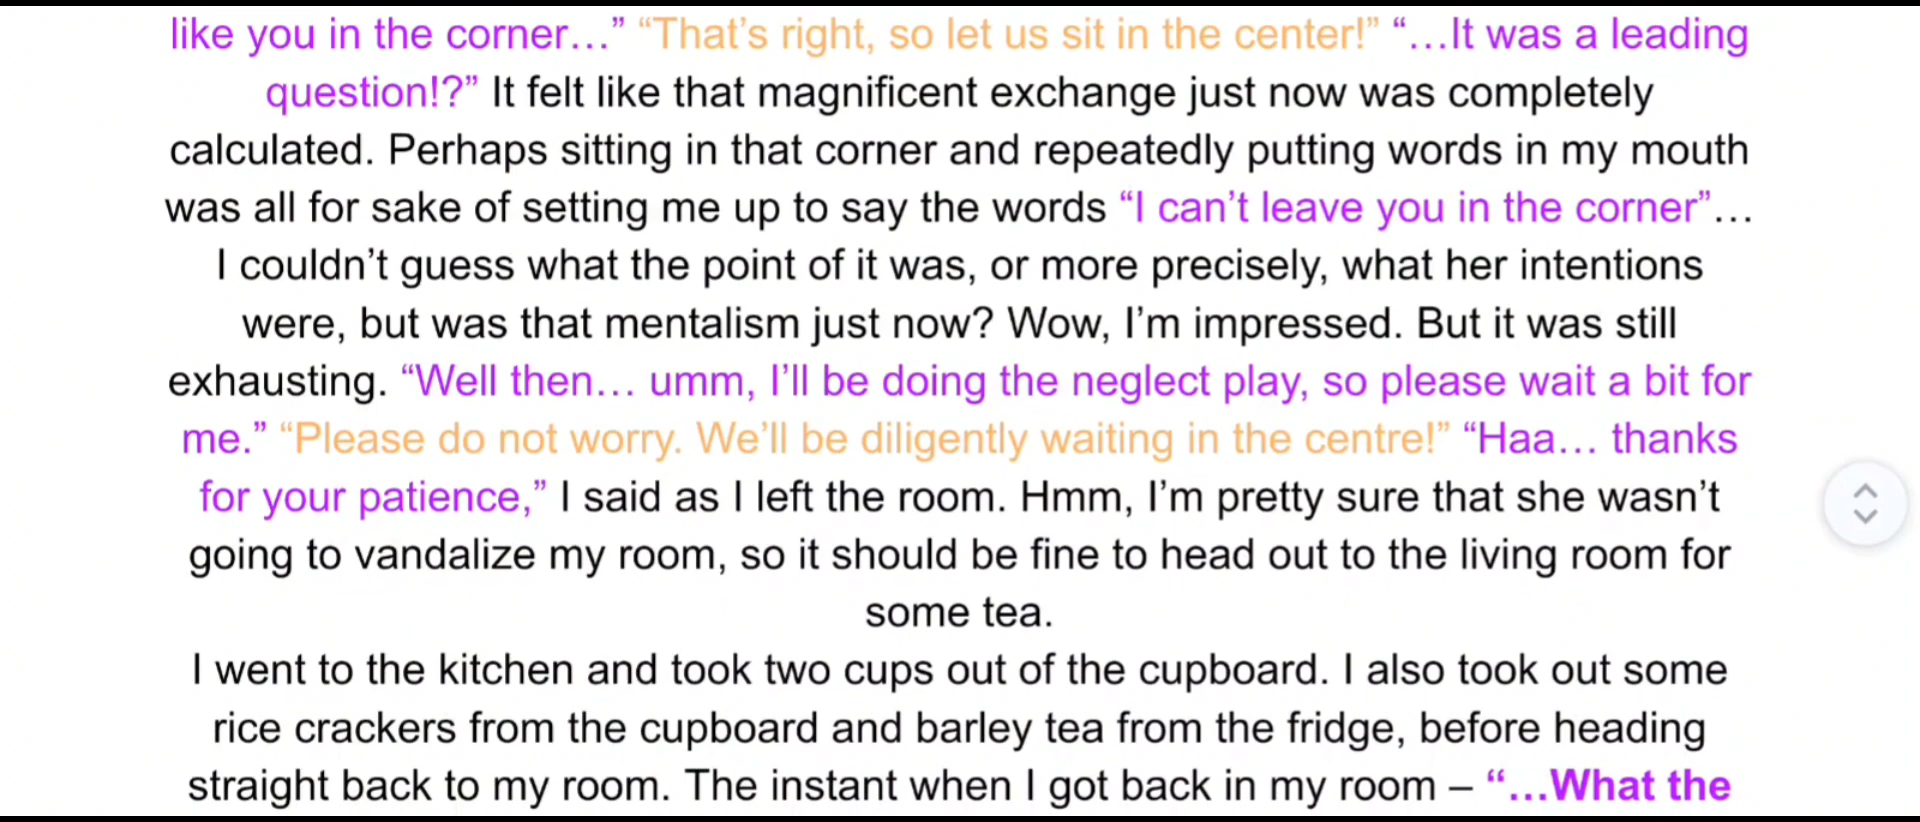 like you in the corner…” “That’s right, so let us sit in the center!” “…It was a leading
question!?” It felt like that magnificent exchange just now was completely
calculated. Perhaps sitting in that corner and repeatedly putting words in my mouth
was all for sake of setting me up to say the words “I can’t leave you in the corner”…
I couldn’t guess what the point of it was, or more precisely, what her intentions
were, but was that mentalism just now? Wow, I’m impressed. But it was still
exhausting. “Well then… umm, I’ll be doing the neglect play, so please wait a bit for
me.” “Please do not worry. We’ll be diligently waiting in the centre!” “Haa… thanks
for your patience,” I said as I left the room. Hmm, I’m pretty sure that she wasn’t
going to vandalize my room, so it should be fine to head out to the living room for
some tea.
I went to the kitchen and took two cups out of the cupboard. I also took out some
rice crackers from the cupboard and barley tea from the fridge, before heading
straight back to my room. The instant when I got back in my room – “…What the